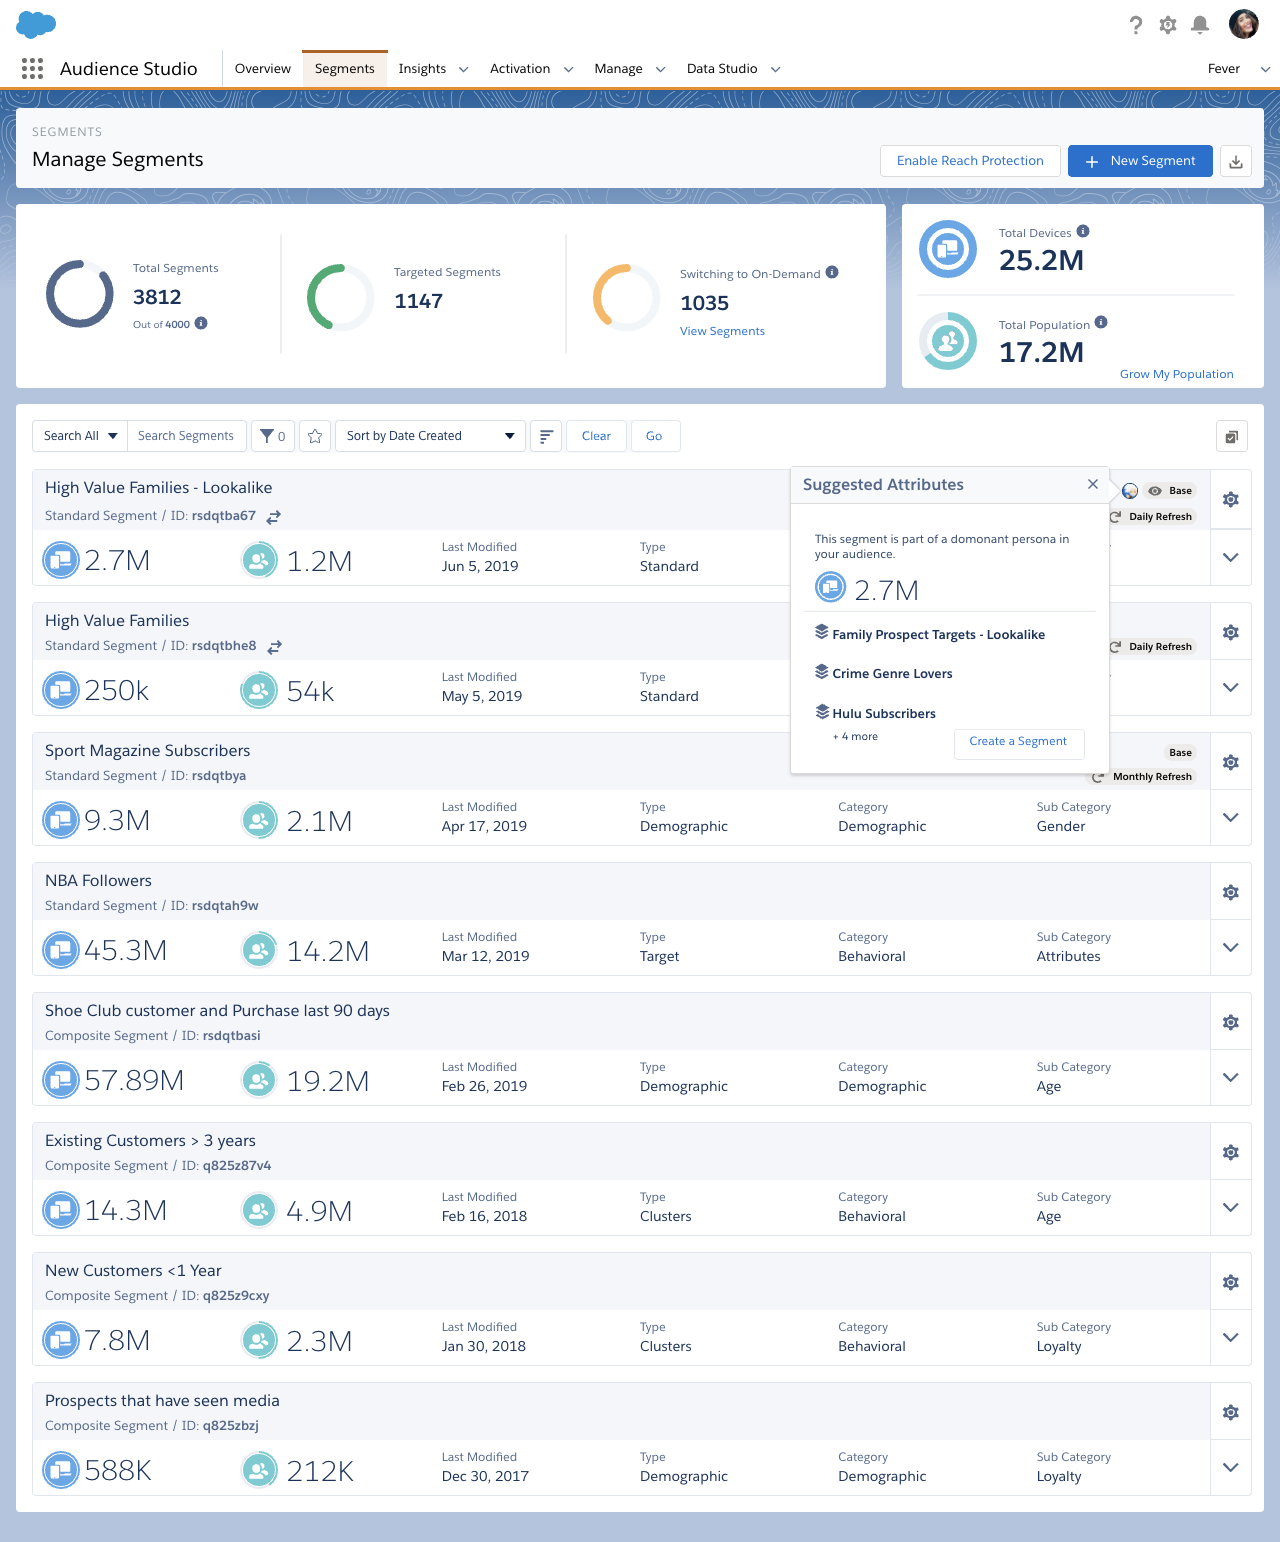 Audience Studio
Overview
Segments
Insights
Activation
Manage
Data Studio
Fever
SEGMENTS
Manage Segments
Enable Reach Protection
New Segment
Total Segments
3812
Out of 4000
Targeted Segments
1147
Switching to On-Demand
1035
View Segments
Total Devices
25.2M
Total Population
17.2M
Grow My Population
Search All
Search Segments
0
Sort by Date Created
Clear
Go
High Value Families - Lookalike
Standard Segment / ID: rsdqtba67
Base
Daily Refresh
2.7M
1.2M
Last Modified
Jun 5, 2019
Type
Standard
Suggested Attributes
This segment is part of a domonant persona in
your audience.
2.7M
Family Prospect Targets - Lookalike
Crime Genre Lovers
Hulu Subscribers
+ 4 more
Create a Segment
High Value Families
Standard Segment / ID: rsdqtbhe8
Daily Refresh
250k
54k
Last Modified
May 5, 2019
Type
Standard
Sport Magazine Subscribers
Standard Segment / ID: rsdqtbya
Base
Monthly Refresh
9.3M
2.1M
Last Modified
Apr 17, 2019
Type
Demographic
Category
Demographic
Sub Category
Gender
NBA Followers
Standard Segment / ID: rsdqtah9w
45.3M
14.2M
Last Modified
Mar 12, 2019
Type
Target
Category
Behavioral
Sub Category
Attributes
Shoe Club customer and Purchase last 90 days
Composite Segment / ID: rsdqtbasi
57.89M
19.2M
Last Modified
Feb 26, 2019
Type
Demographic
Category
Demographic
Sub Category
Age
Existing Customers > 3 years
Composite Segment / ID: q825z87v4
14.3M
4.9M
Last Modified
Feb 16, 2018
Type
Clusters
Category
Behavioral
Sub Category
Age
New Customers <1 Year
Composite Segment / ID: q825z9cxy
7.8M
2.3M
Last Modified
Jan 30, 2018
Type
Clusters
Category
Behavioral
Sub Category
Loyalty
Prospects that have seen media
Composite Segment / ID: q825zbzj
588K
212K
Last Modified
Dec 30, 2017
Type
Demographic
Category
Demographic
Sub Category
Loyalty